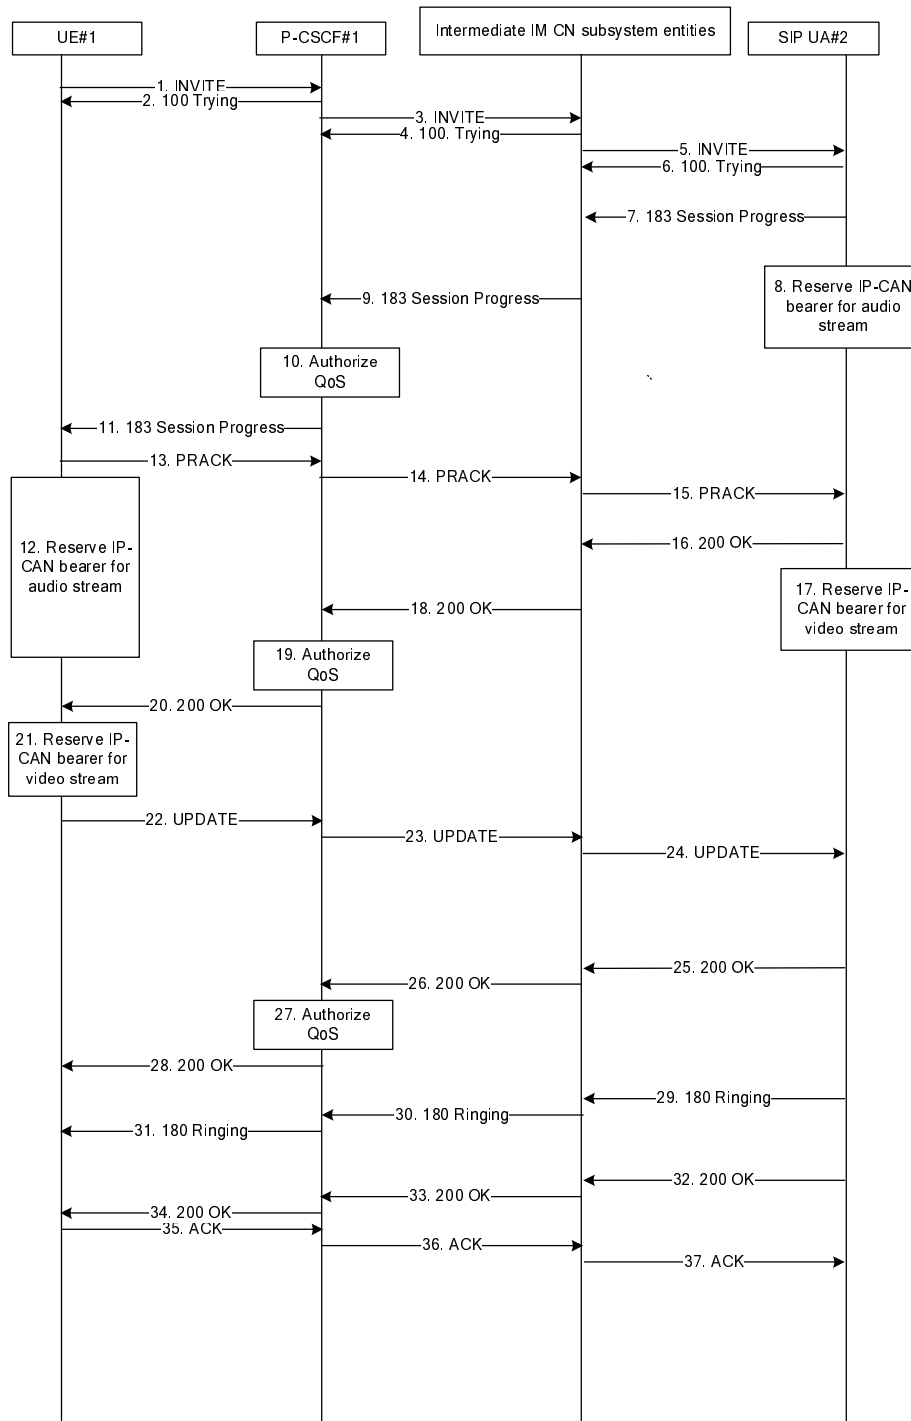 UE#1
P-CSCF#1
Intermediate IM CN subsystem entities
SIP UA#2
1. INVITE
2. 100 Trying
3. INVITE
4. 100. Trying
5. INVITE
6. 100. Trying
7. 183 Session Progress
8. Reserve IP-CAN
bearer for audio
stream
9. 183 Session Progress
10. Authorize
QoS
11. 183 Session Progress
13. PRACK
14. PRACK
15. PRACK
12. Reserve IP-
CAN bearer for
audio stream
16. 200 OK
17. Reserve IP-
CAN bearer for
video stream
18. 200 OK
19. Authorize
QoS
20. 200 OK
21. Reserve IP-
CAN bearer for
video stream
22. UPDATE
23. UPDATE
24. UPDATE
25. 200 OK
26. 200 OK
27. Authorize
QoS
28. 200 OK
29. 180 Ringing
30. 180 Ringing
31. 180 Ringing
32. 200 OK
33. 200 OK
34. 200 OK
35. ACK
36. ACK
37. ACK